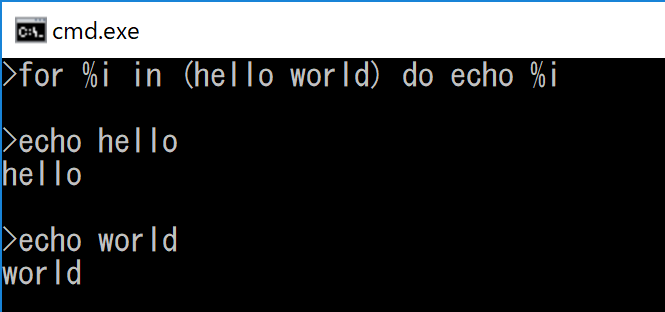 cmd.exe
>for %i in (hello world) do echo %i
>echo hello
hello
>echo world
world